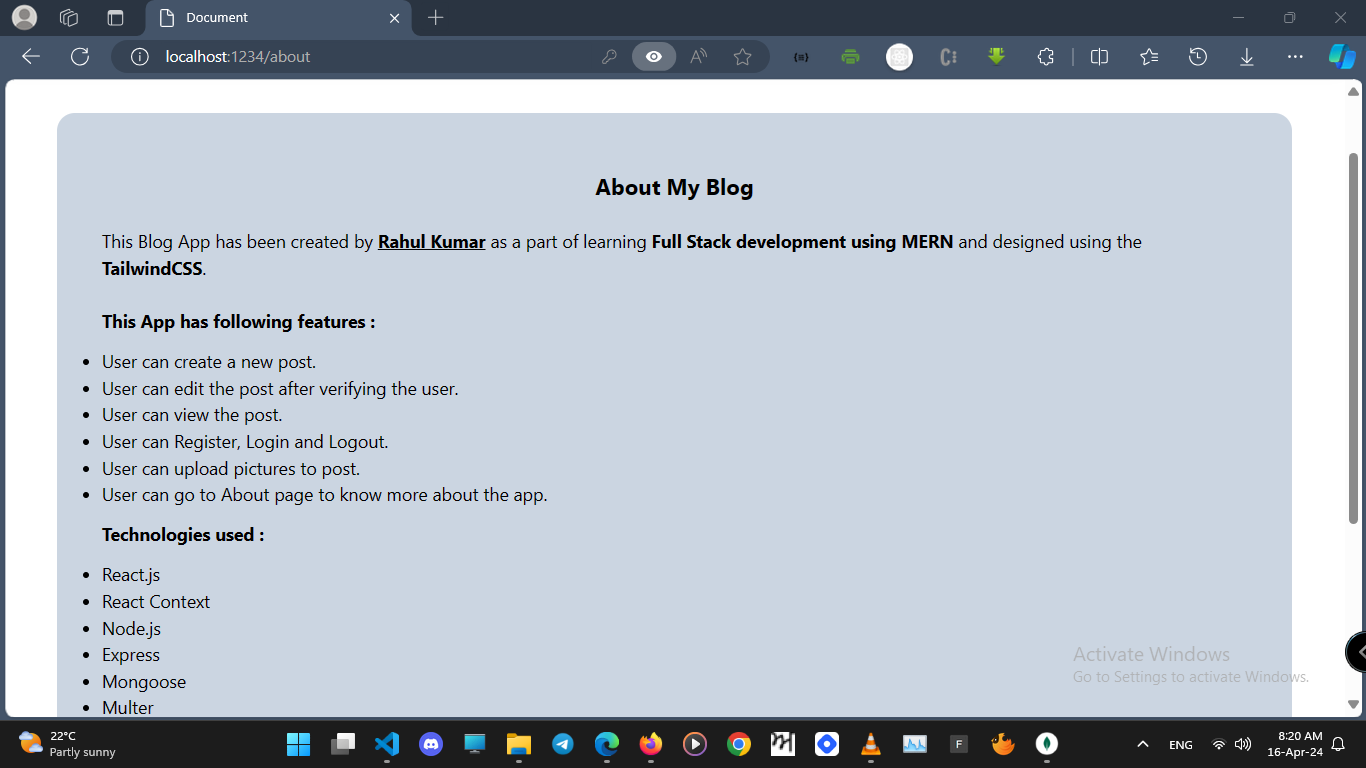 Document
localhost:1234/about
About My Blog
This Blog App has been created by Rahul Kumar as a part of learning Full Stack development using MERN and designed using the
TailwindCSS.
This App has following features :
User can create a new post.
User can edit the post after verifying the user.
User can view the post.
User can Register, Login and Logout.
User can upload pictures to post.
User can go to About page to know more about the app.
Technologies used :
React.js
React Context
Node.js
Express
Mongoose
Multer
Activate Windows
Go to Settings to activate Windows.
22°C
Partly sunny
F
ENG
8:20 AM
16-Apr-24